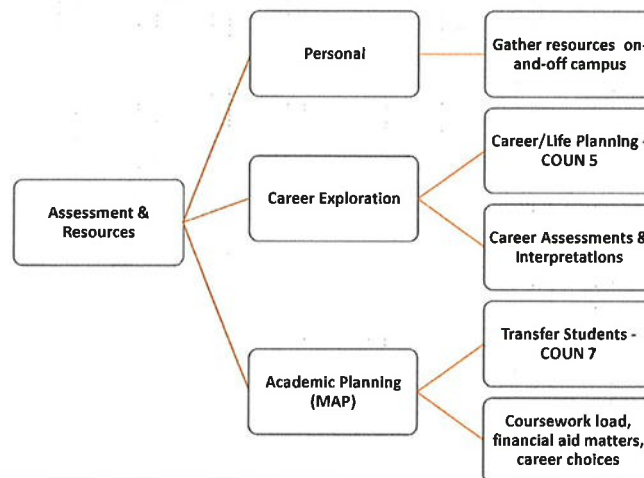 Personal
Gather resources on-
and-off campus
Career/Life Planning -
COUN 5
Assessment &
Resources
Career Exploration
Career Assessments &
Interpretations
Transfer Students -
COUN 7
Academic Planning
(MAP)
Coursework load,
financial aid matters,
career choices